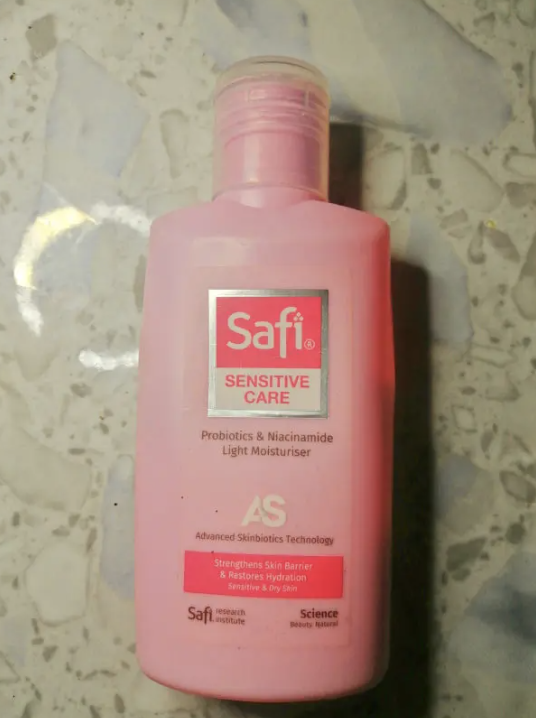 Safi®
SENSITIVE
CARE
Probiotics & Niacinamide
Light Moisturiser
AS
Advanced Skinbiotics Technology
Strengthens Skin Barrier
& Restores Hydration
Sensitive & Dry Skin
Safi research
institute
Science
Beauty. Natural